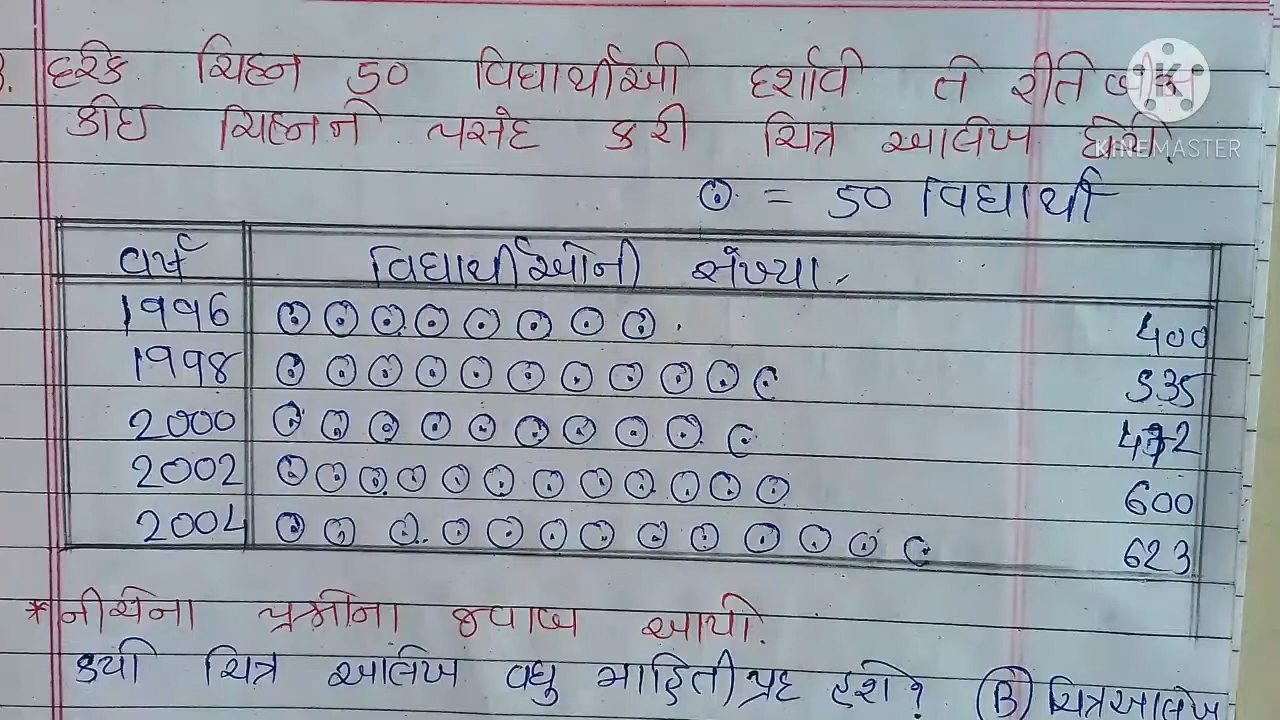 દરેક ચિહ્ન 50 વિદ્યાર્થીઓ દર્શાવે તે રીતે
કોઇ ચિહ્નને પસંદ કરી ચિત્ર આલેખ દોરો.
KINEMASTER
⊙ = 50 વિદ્યાર્થી
વર્ષ વિદ્યાર્થીઓની સંખ્યા
1996 ⊙ ⊙ ⊙ ⊙ ⊙ ⊙ ⊙ ⊙ 400
1998 ⊙ ⊙ ⊙ ⊙ ⊙ ⊙ ⊙ ⊙ ⊙ ⊙ C 535
2000 ⊙ ⊙ ⊙ ⊙ ⊙ ⊙ ⊙ ⊙ ⊙ C 472
2002 ⊙ ⊙ ⊙ ⊙ ⊙ ⊙ ⊙ ⊙ ⊙ ⊙ ⊙ ⊙ 600
2004 ⊙ ⊙ ⊙ ⊙ ⊙ ⊙ ⊙ ⊙ ⊙ ⊙ ⊙ C 623
* નીચેના પ્રશ્નોના જવાબ આપો.
કયો ચિત્ર આલેખ વધુ માહિતીપ્રદ હશે? (B) ચિત્રઆલેખ